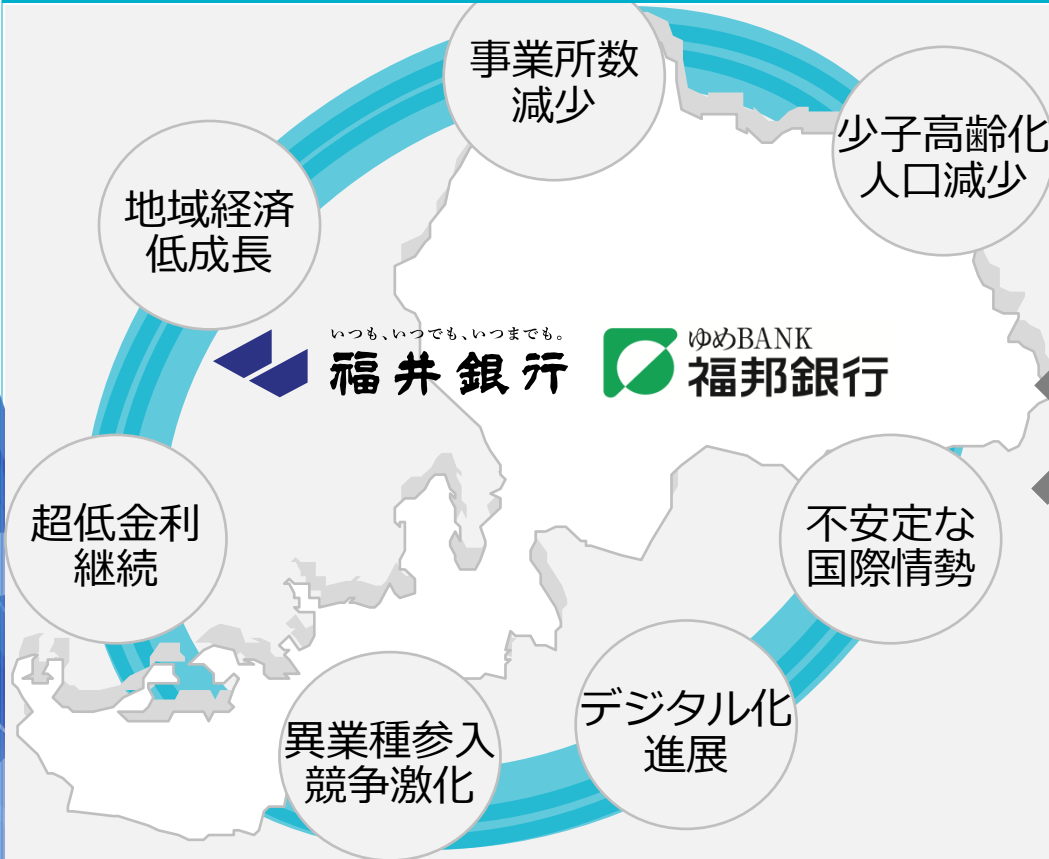 事業所数
減少
少子高齢化
人口減少
地域経済
低成長
いつも、いつでも、いつまでも。
福井銀行
ゆめBANK
福邦銀行
超低金利
継続
不安定な
国際情勢
デジタル化
進展
異業種参入
競争激化